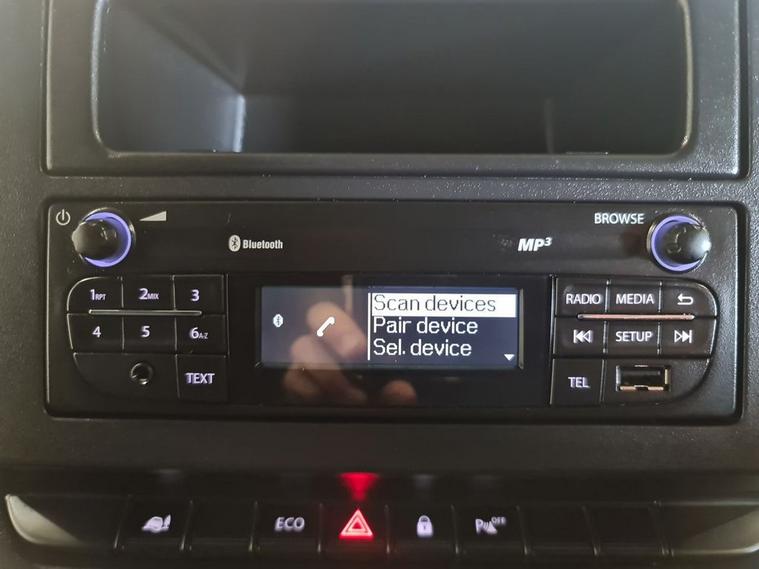 BROWSE
Bluetooth
MP3
1RPT 2MIX 3
4 5 6A-Z
TEXT
Scan devices
Pair device
Sel. device
RADIO MEDIA
SETUP
TEL
ECO
OFF
P